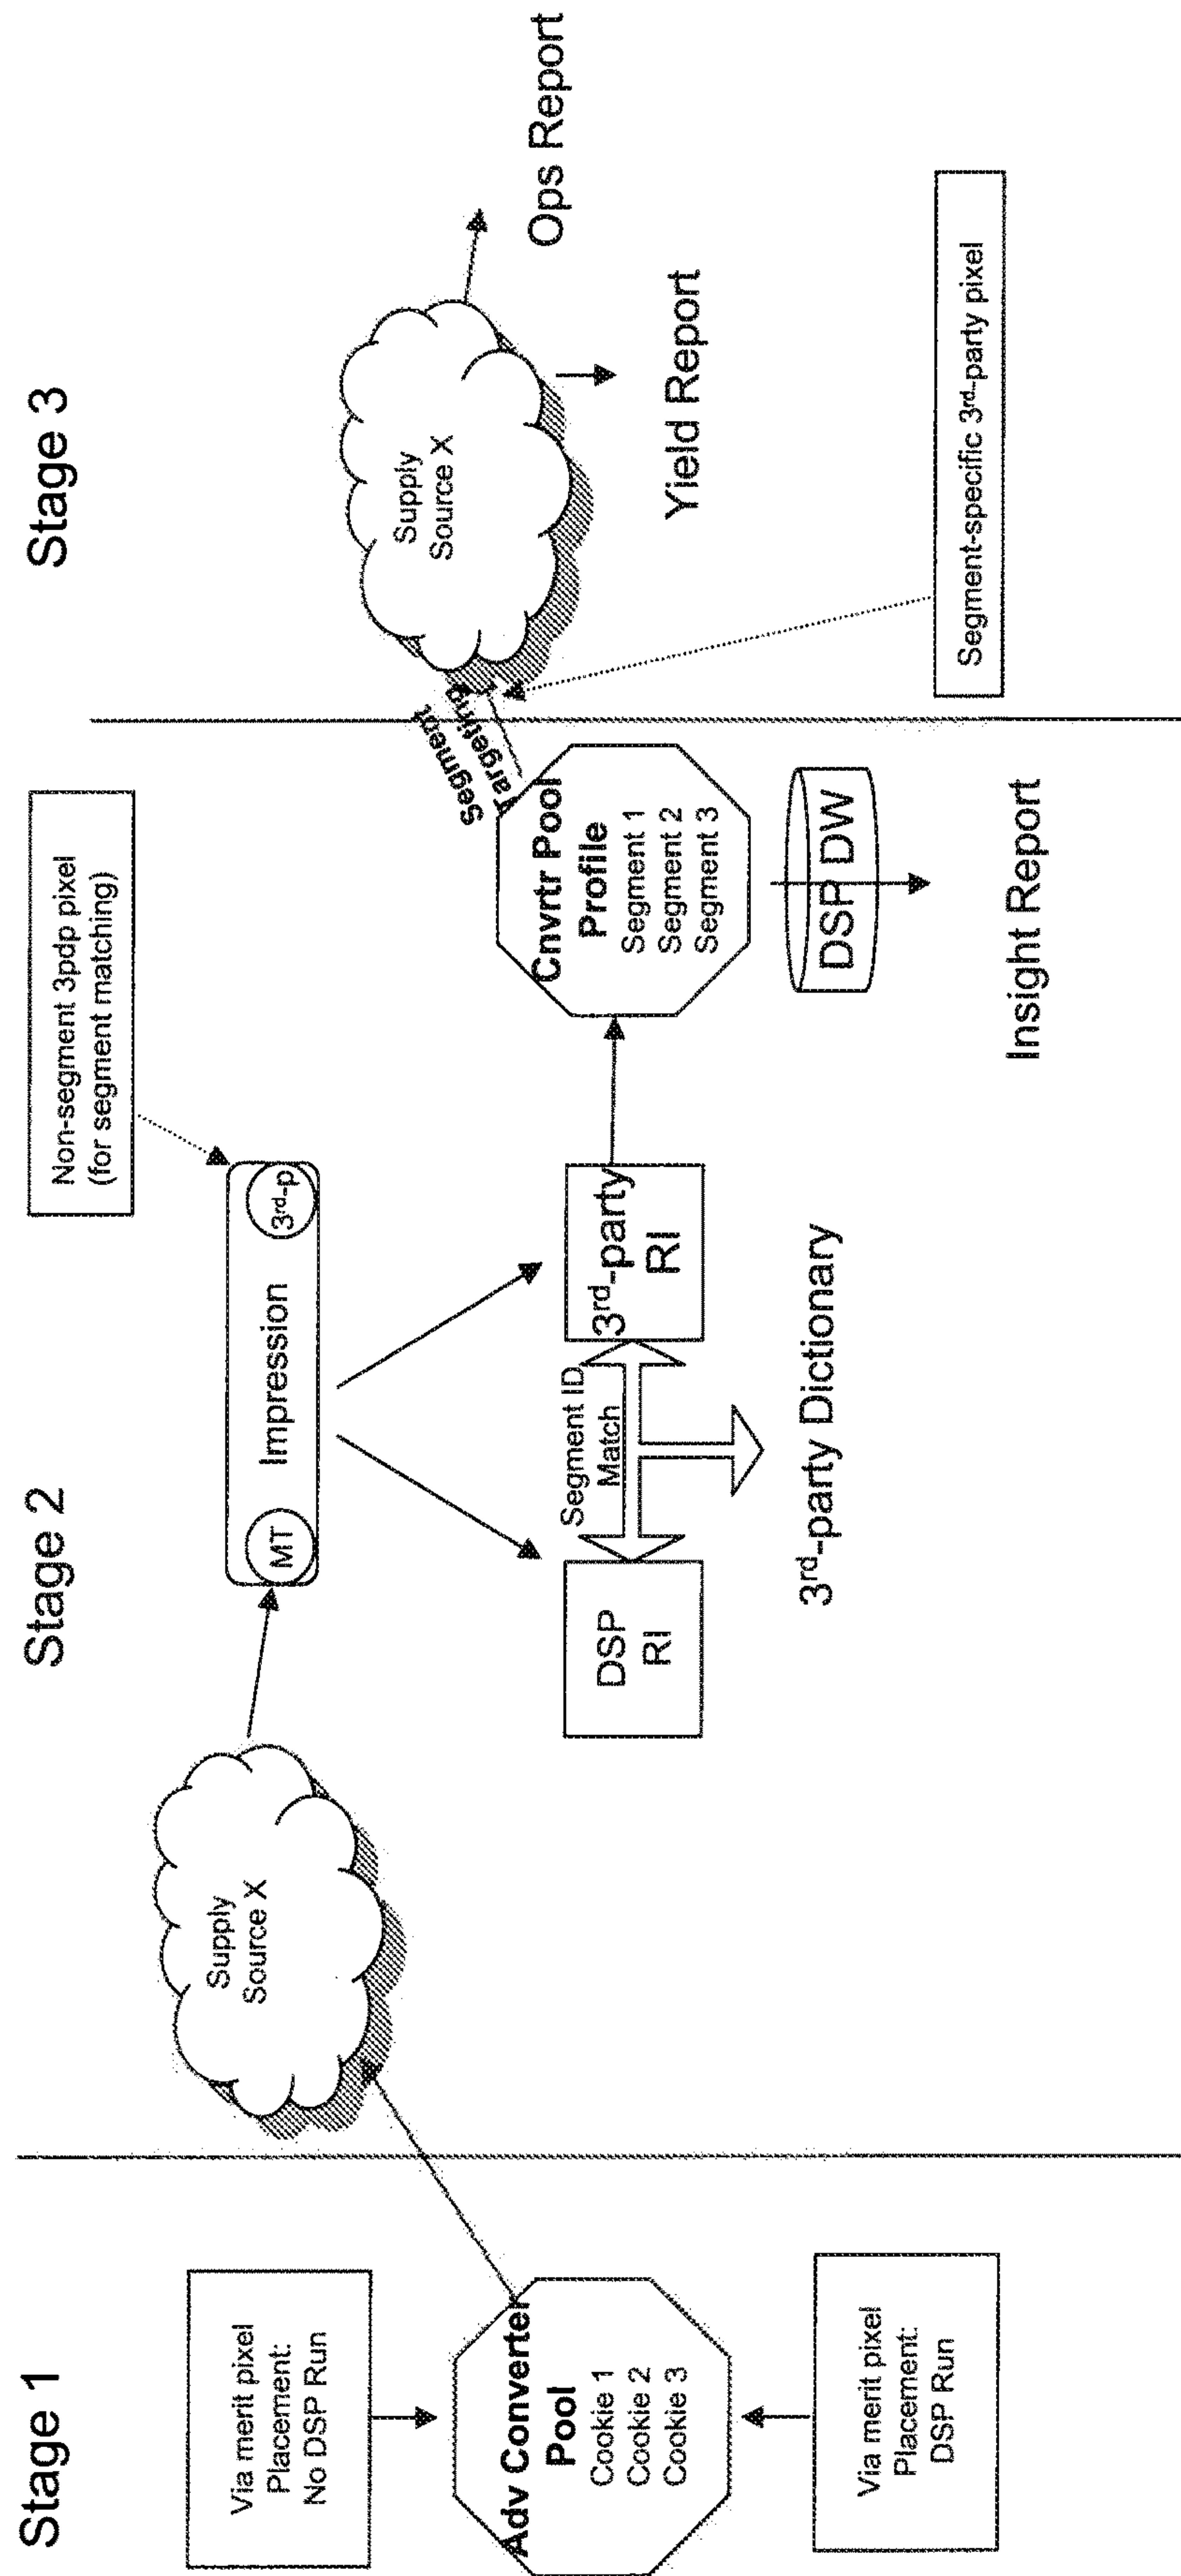 Stage 1
Via merit pixel
Placement:
No DSP Run
Adv Converter
Pool
Cookie 1
Cookie 2
Cookie 3
Via merit pixel
Placement:
DSP Run
Stage 2
Supply
Source X
MT
Impression
3rd-p
Non-segment 3pdp pixel
(for segment matching)
DSP
RI
Segment ID
Match
3rd-party
RI
3rd-party Dictionary
Cnvrtr Pool
Profile
Segment 1
Segment 2
Segment 3
DSP DW
Insight Report
Stage 3
Segment
Targeting
Supply
Source X
Ops Report
Yield Report
Segment-specific 3rd-party pixel